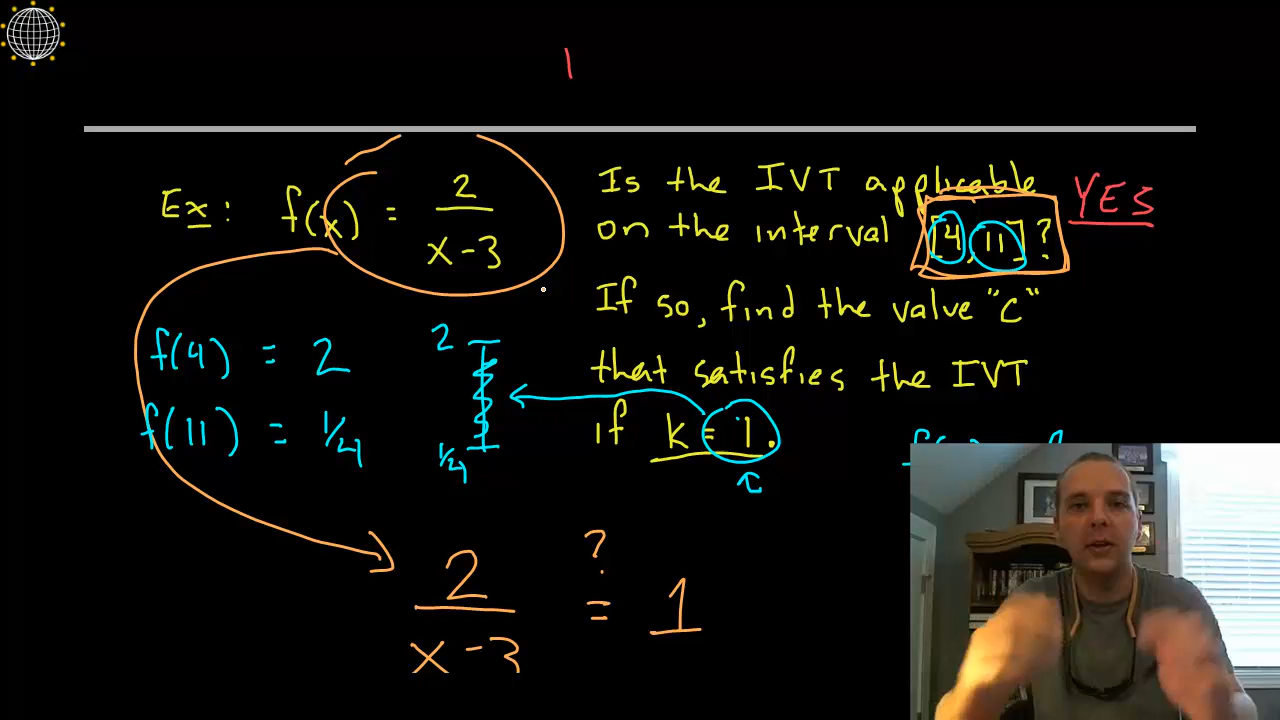 Ex: f(x) = 2/(x-3)
Is the IVT applicable
on the interval [4, 11]? YES
If so, find the value "c"
that satisfies the IVT
if k = 1.
f(4) = 2
f(11) = 1/4
2
1/4
2/(x-3) ?= 1